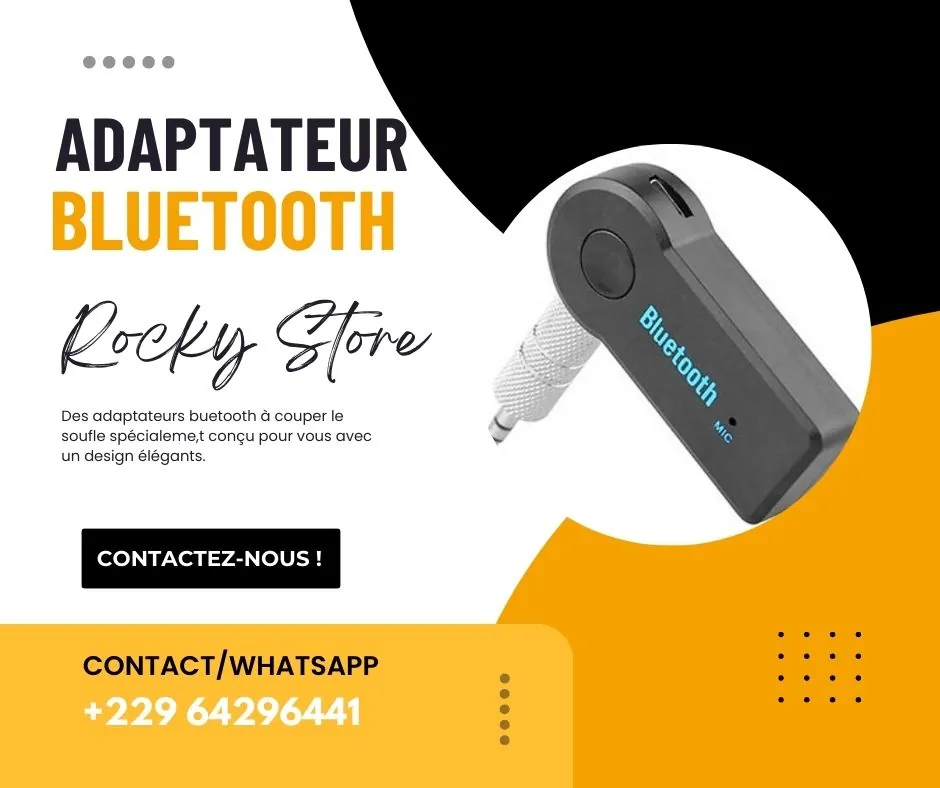 ADAPTATEUR
BLUETOOTH
Rocky Store
Des adaptateurs buetooth à couper le
soufle spécialeme,t conçu pour vous avec
un design élégants.
CONTACTEZ-NOUS !
CONTACT/WHATSAPP
+229 64296441
Bluetooth
MIC